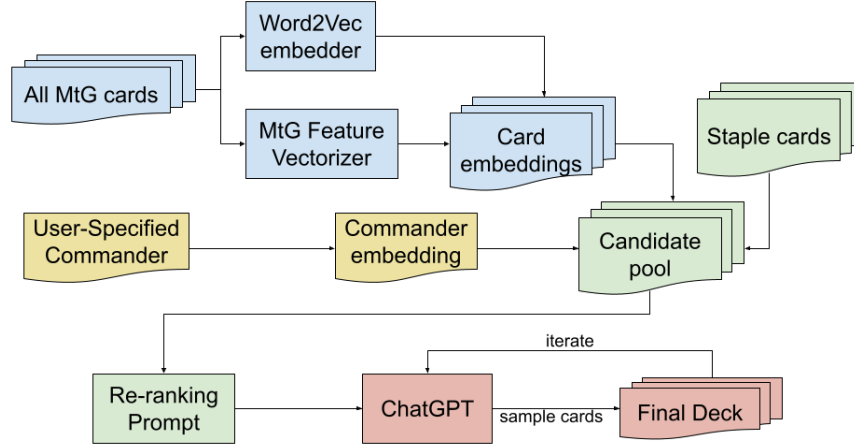 Word2Vec
embedder
All MtG cards
MtG Feature
Vectorizer
Card
embeddings
Staple cards
User-Specified
Commander
Commander
embedding
Candidate
pool
iterate
Re-ranking
Prompt
ChatGPT
sample cards
Final Deck